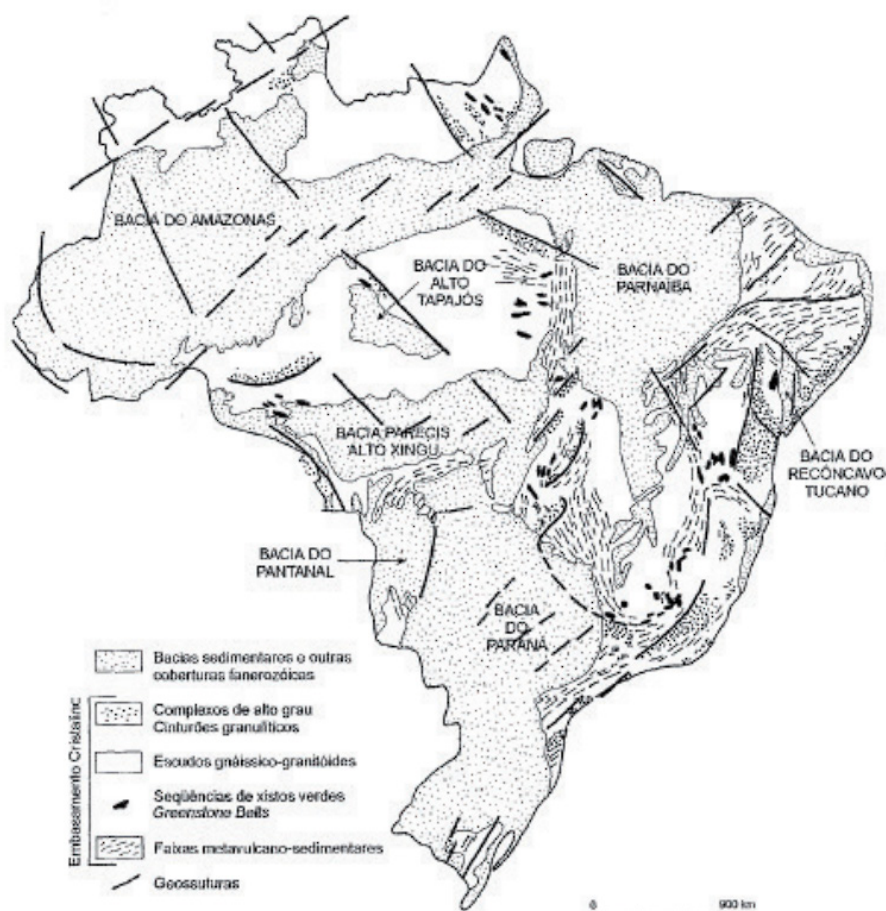 BACIA DO AMAZONAS
BACIA DO
ALTO
TAPAJÓS
BACIA DO
PARNAÍBA
BACIA PARECIS
ALTO XINGU
BACIA DO
RECÔNCAVO
TUCANO
BACIA DO
PANTANAL
BACIA
DO
PARANÁ
Embasamento Cristalino
Bacias sedimentares e outras
coberturas fanerozóicas
Complexos de alto grau
Cinturões granulíticos
Escudos gnáissico-granitóides
Seqüências de xistos verdes
Greenstone Belts
Faixas metavulcano-sedimentares
Geossuturas
0 900 km